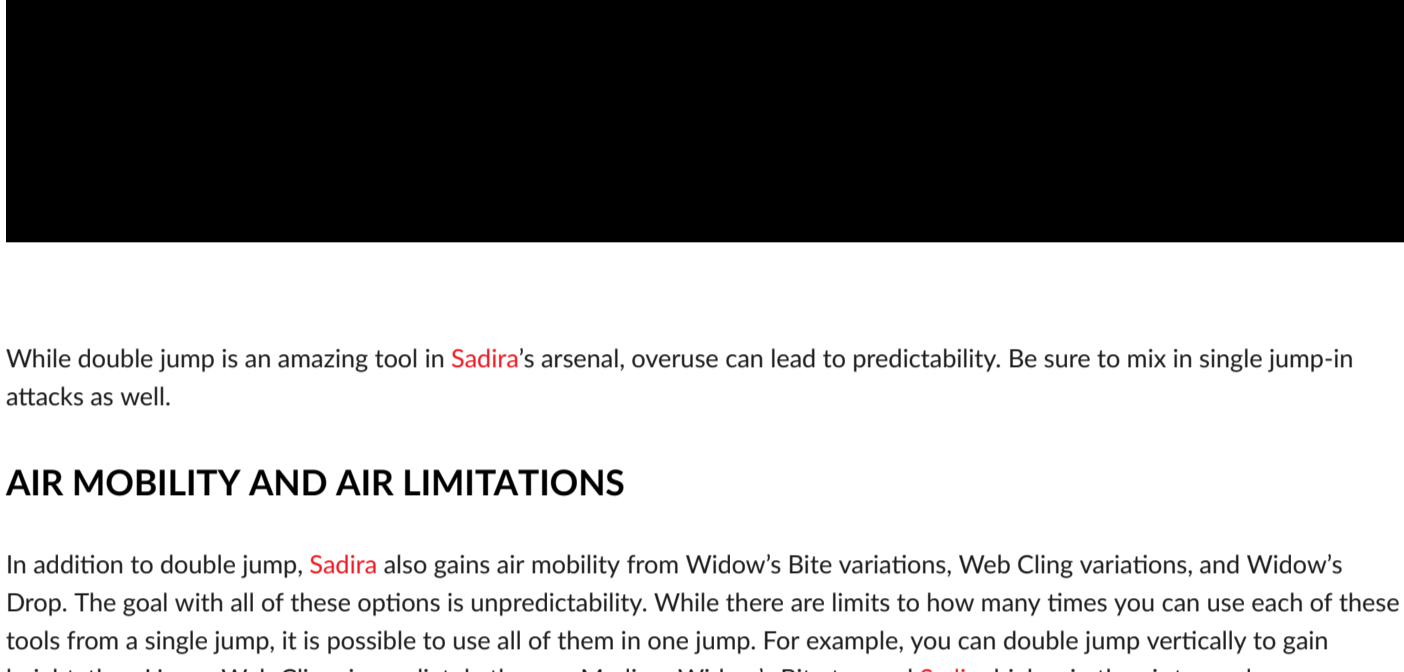 While double jump is an amazing tool in Sadira’s arsenal, overuse can lead to predictability. Be sure to mix in single jump-in
attacks as well.
AIR MOBILITY AND AIR LIMITATIONS
In addition to double jump, Sadira also gains air mobility from Widow’s Bite variations, Web Cling variations, and Widow’s
Drop. The goal with all of these options is unpredictability. While there are limits to how many times you can use each of these
tools from a single jump, it is possible to use all of them in one jump. For example, you can double jump vertically to gain